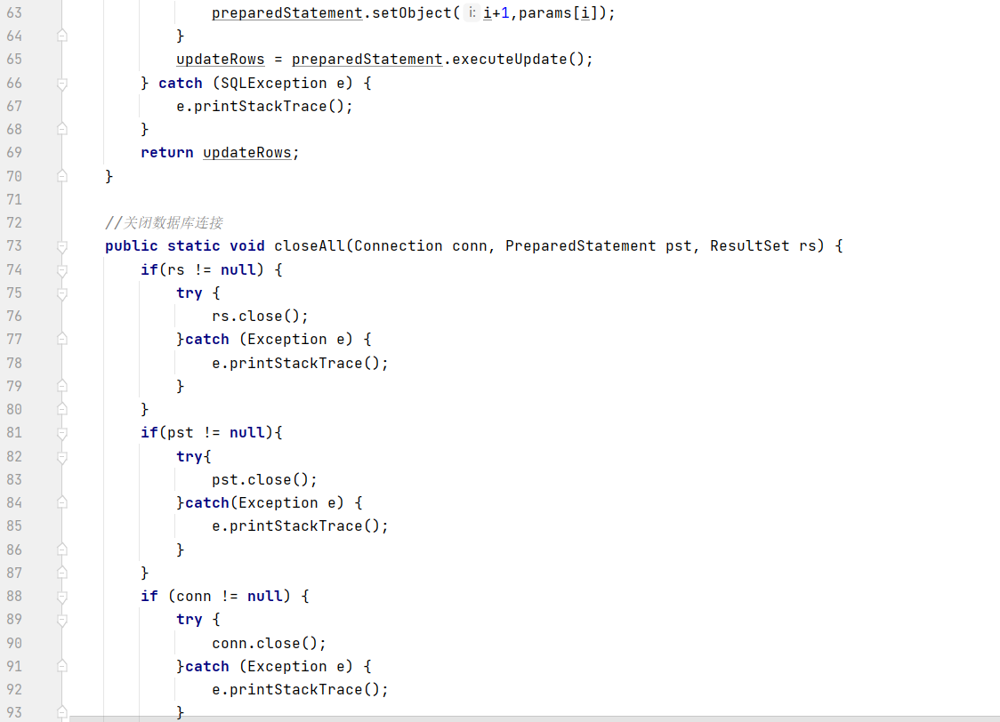 63 preparedStatement.setObject( i: i+1,params[i]);
64 }
65 updateRows = preparedStatement.executeUpdate();
66 } catch (SQLException e) {
67 e.printStackTrace();
68 }
69 return updateRows;
70 }
71
72 //关闭数据库连接
73 public static void closeAll(Connection conn, PreparedStatement pst, ResultSet rs) {
74 if(rs != null) {
75 try {
76 rs.close();
77 }catch (Exception e) {
78 e.printStackTrace();
79 }
80 }
81 if(pst != null){
82 try{
83 pst.close();
84 }catch(Exception e) {
85 e.printStackTrace();
86 }
87 }
88 if (conn != null) {
89 try {
90 conn.close();
91 }catch (Exception e) {
92 e.printStackTrace();
93 }